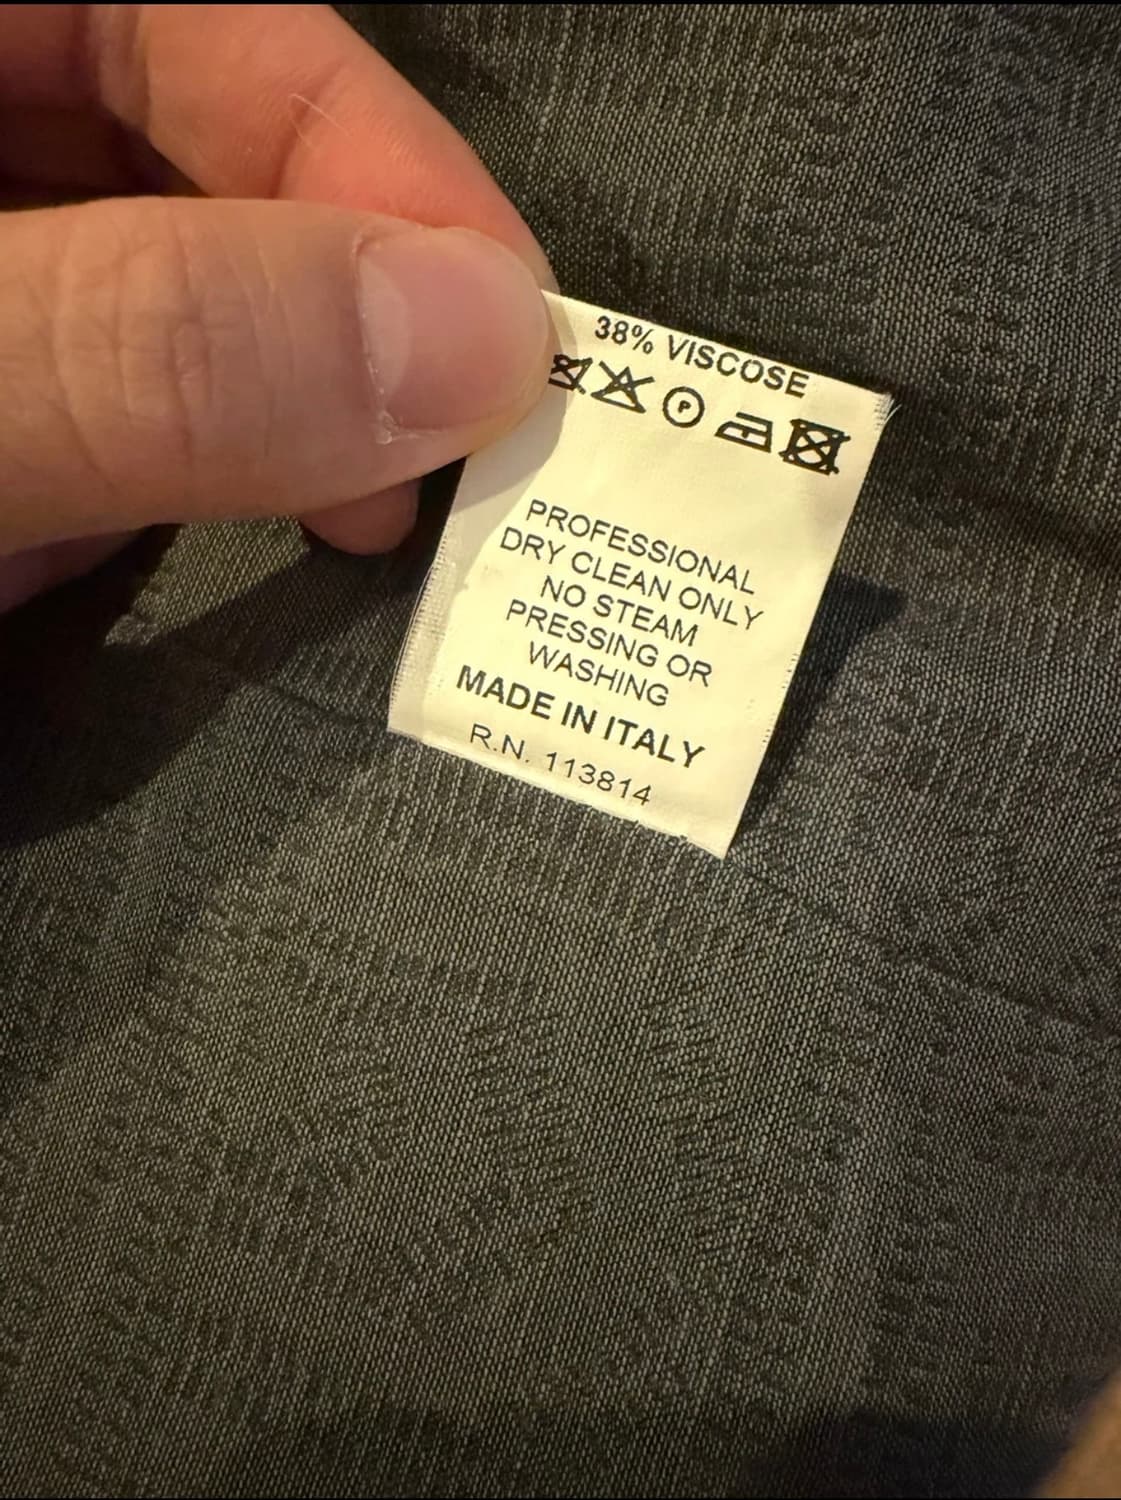 38% VISCOSE
P
PROFESSIONAL
DRY CLEAN ONLY
NO STEAM
PRESSING OR
WASHING
MADE IN ITALY
R.N. 113814